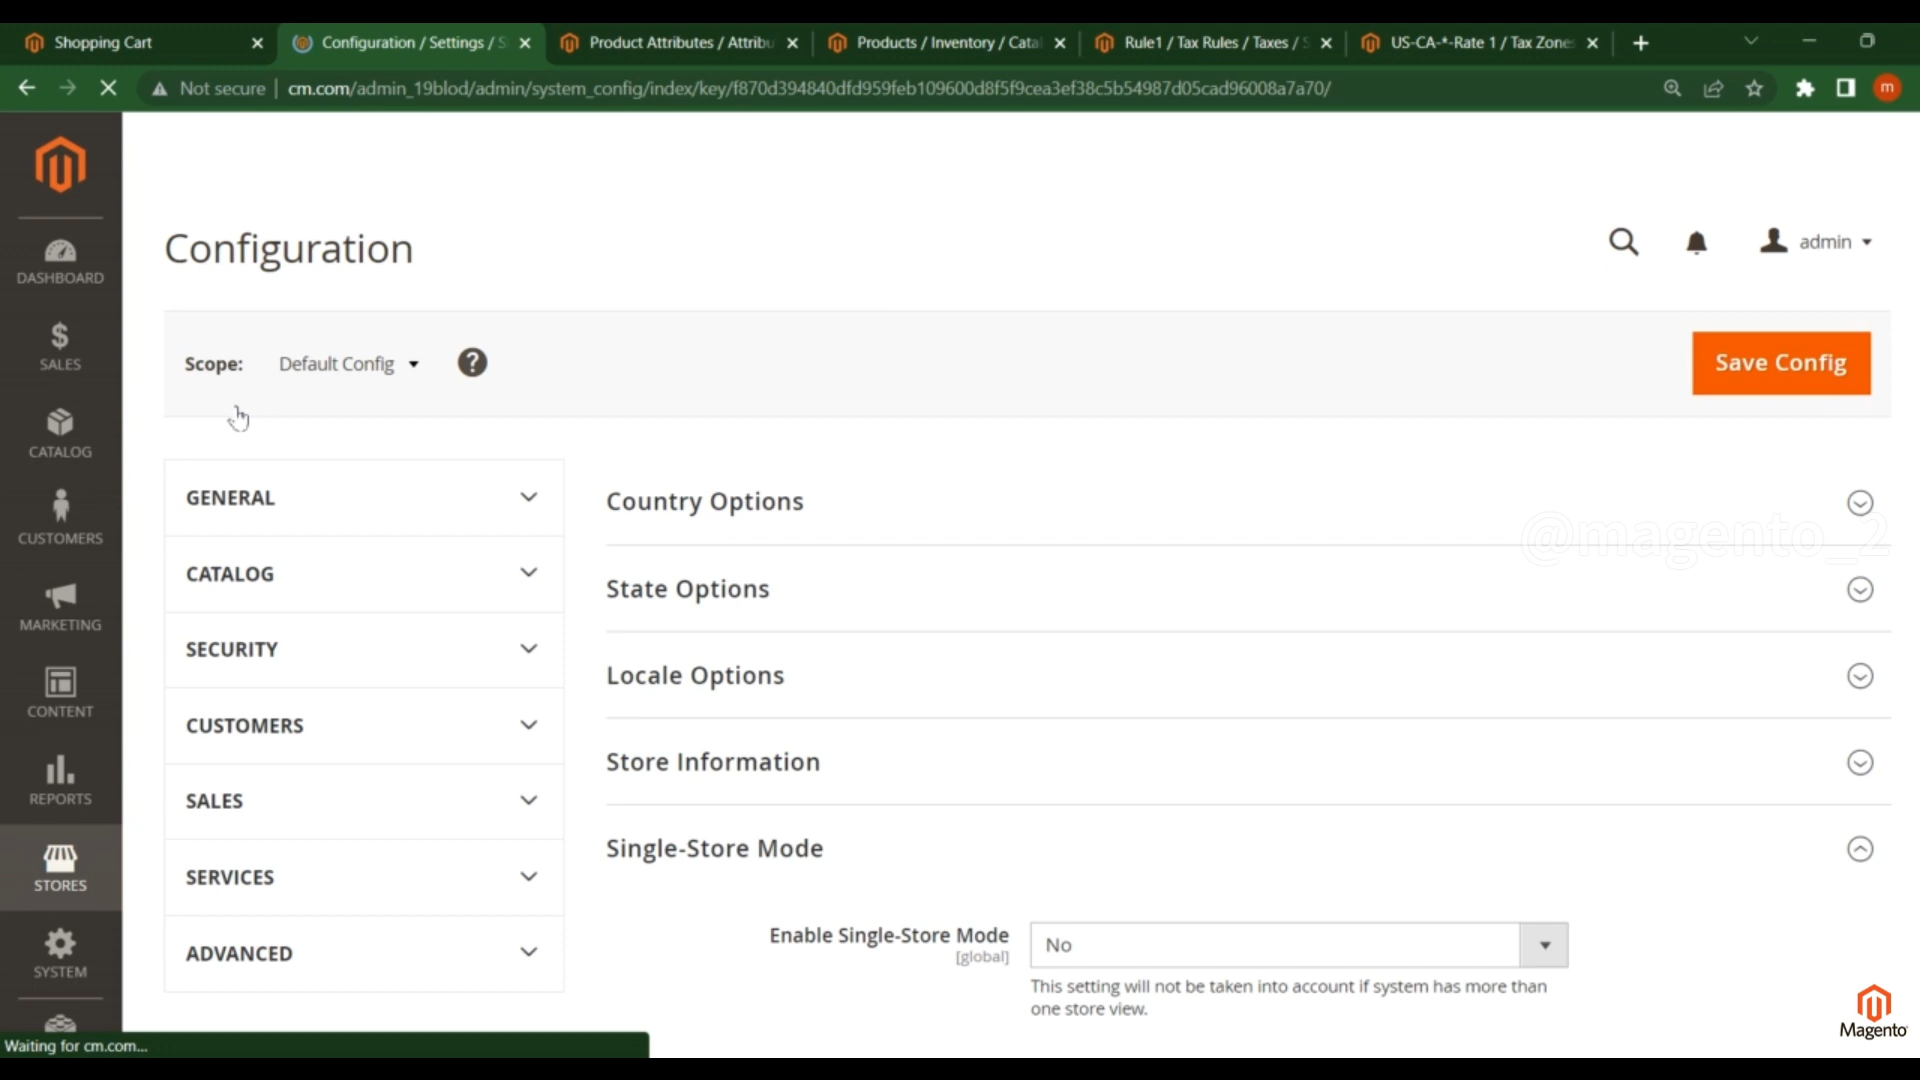 Shopping Cart
Configuration / Settings / S
Product Attributes / Attribu
Products / Inventory / Cata
Rule1 / Tax Rules / Taxes / S
US-CA-*-Rate 1 / Tax Zone
Not secure
cm.com/admin_19blod/admin/system_config/index/key/f870d394840dfd959feb109600d8f5f9cea3ef38c5b54987d05cad96008a7a70/
m
Configuration
admin
Scope:
Default Config
?
Save Config
DASHBOARD
SALES
CATALOG
CUSTOMERS
MARKETING
CONTENT
REPORTS
STORES
SYSTEM
GENERAL
CATALOG
SECURITY
CUSTOMERS
SALES
SERVICES
ADVANCED
Country Options
@magento_2
State Options
Locale Options
Store Information
Single-Store Mode
Enable Single-Store Mode
[global]
No
This setting will not be taken into account if system has more than
one store view.
Magento
Waiting for cm.com...